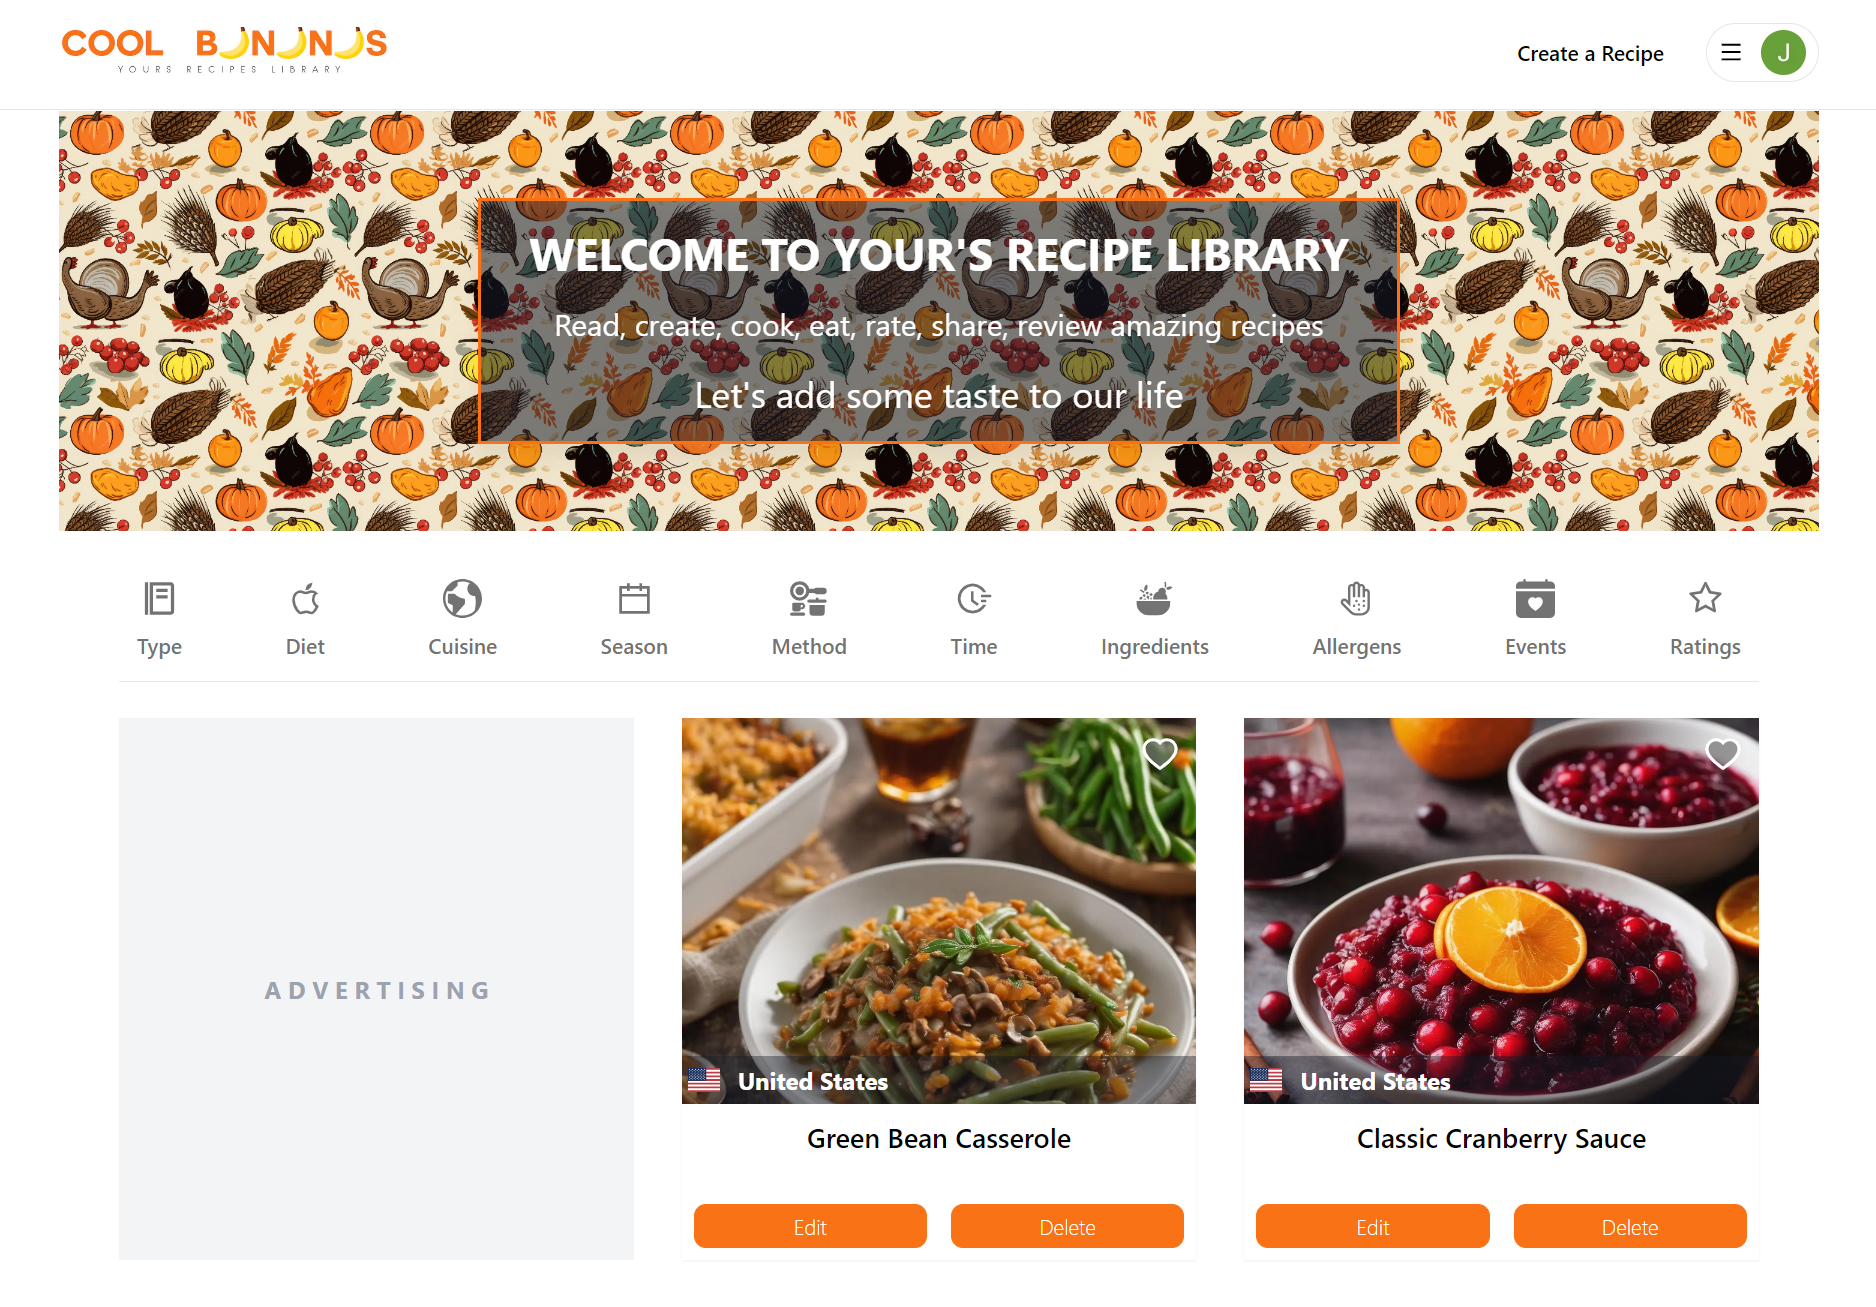 COOL BANANAS
YOURS RECIPES LIBRARY
Create a Recipe
J
WELCOME TO YOUR'S RECIPE LIBRARY
Read, create, cook, eat, rate, share, review amazing recipes
Let's add some taste to our life
Type
Diet
Cuisine
Season
Method
Time
Ingredients
Allergens
Events
Ratings
ADVERTISING
United States
Green Bean Casserole
Edit
Delete
United States
Classic Cranberry Sauce
Edit
Delete